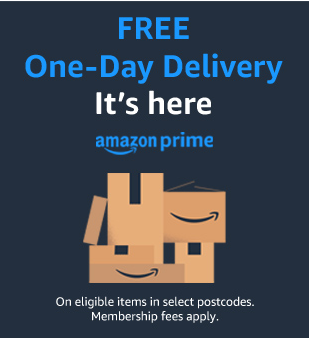 FREE
One-Day Delivery
It's here
amazon prime
On eligible items in select postcodes.
Membership fees apply.